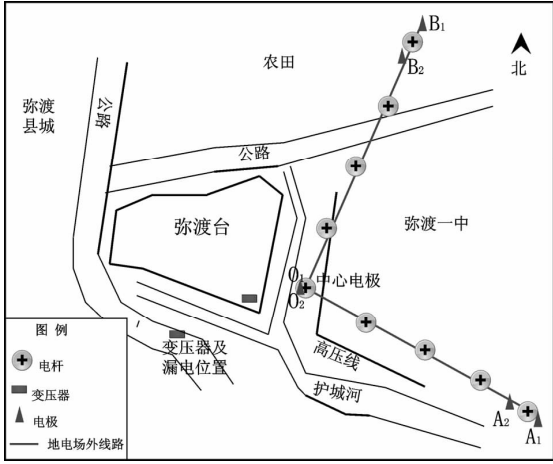 B₁
B₂
农田
北
弥渡
县城
公路
公路
弥渡台
弥渡一中
O₁
中心电极
O₂
变压器及
漏电位置
高压线
护城河
A₂
A₁
图 例
电杆
变压器
电极
地电场外线路